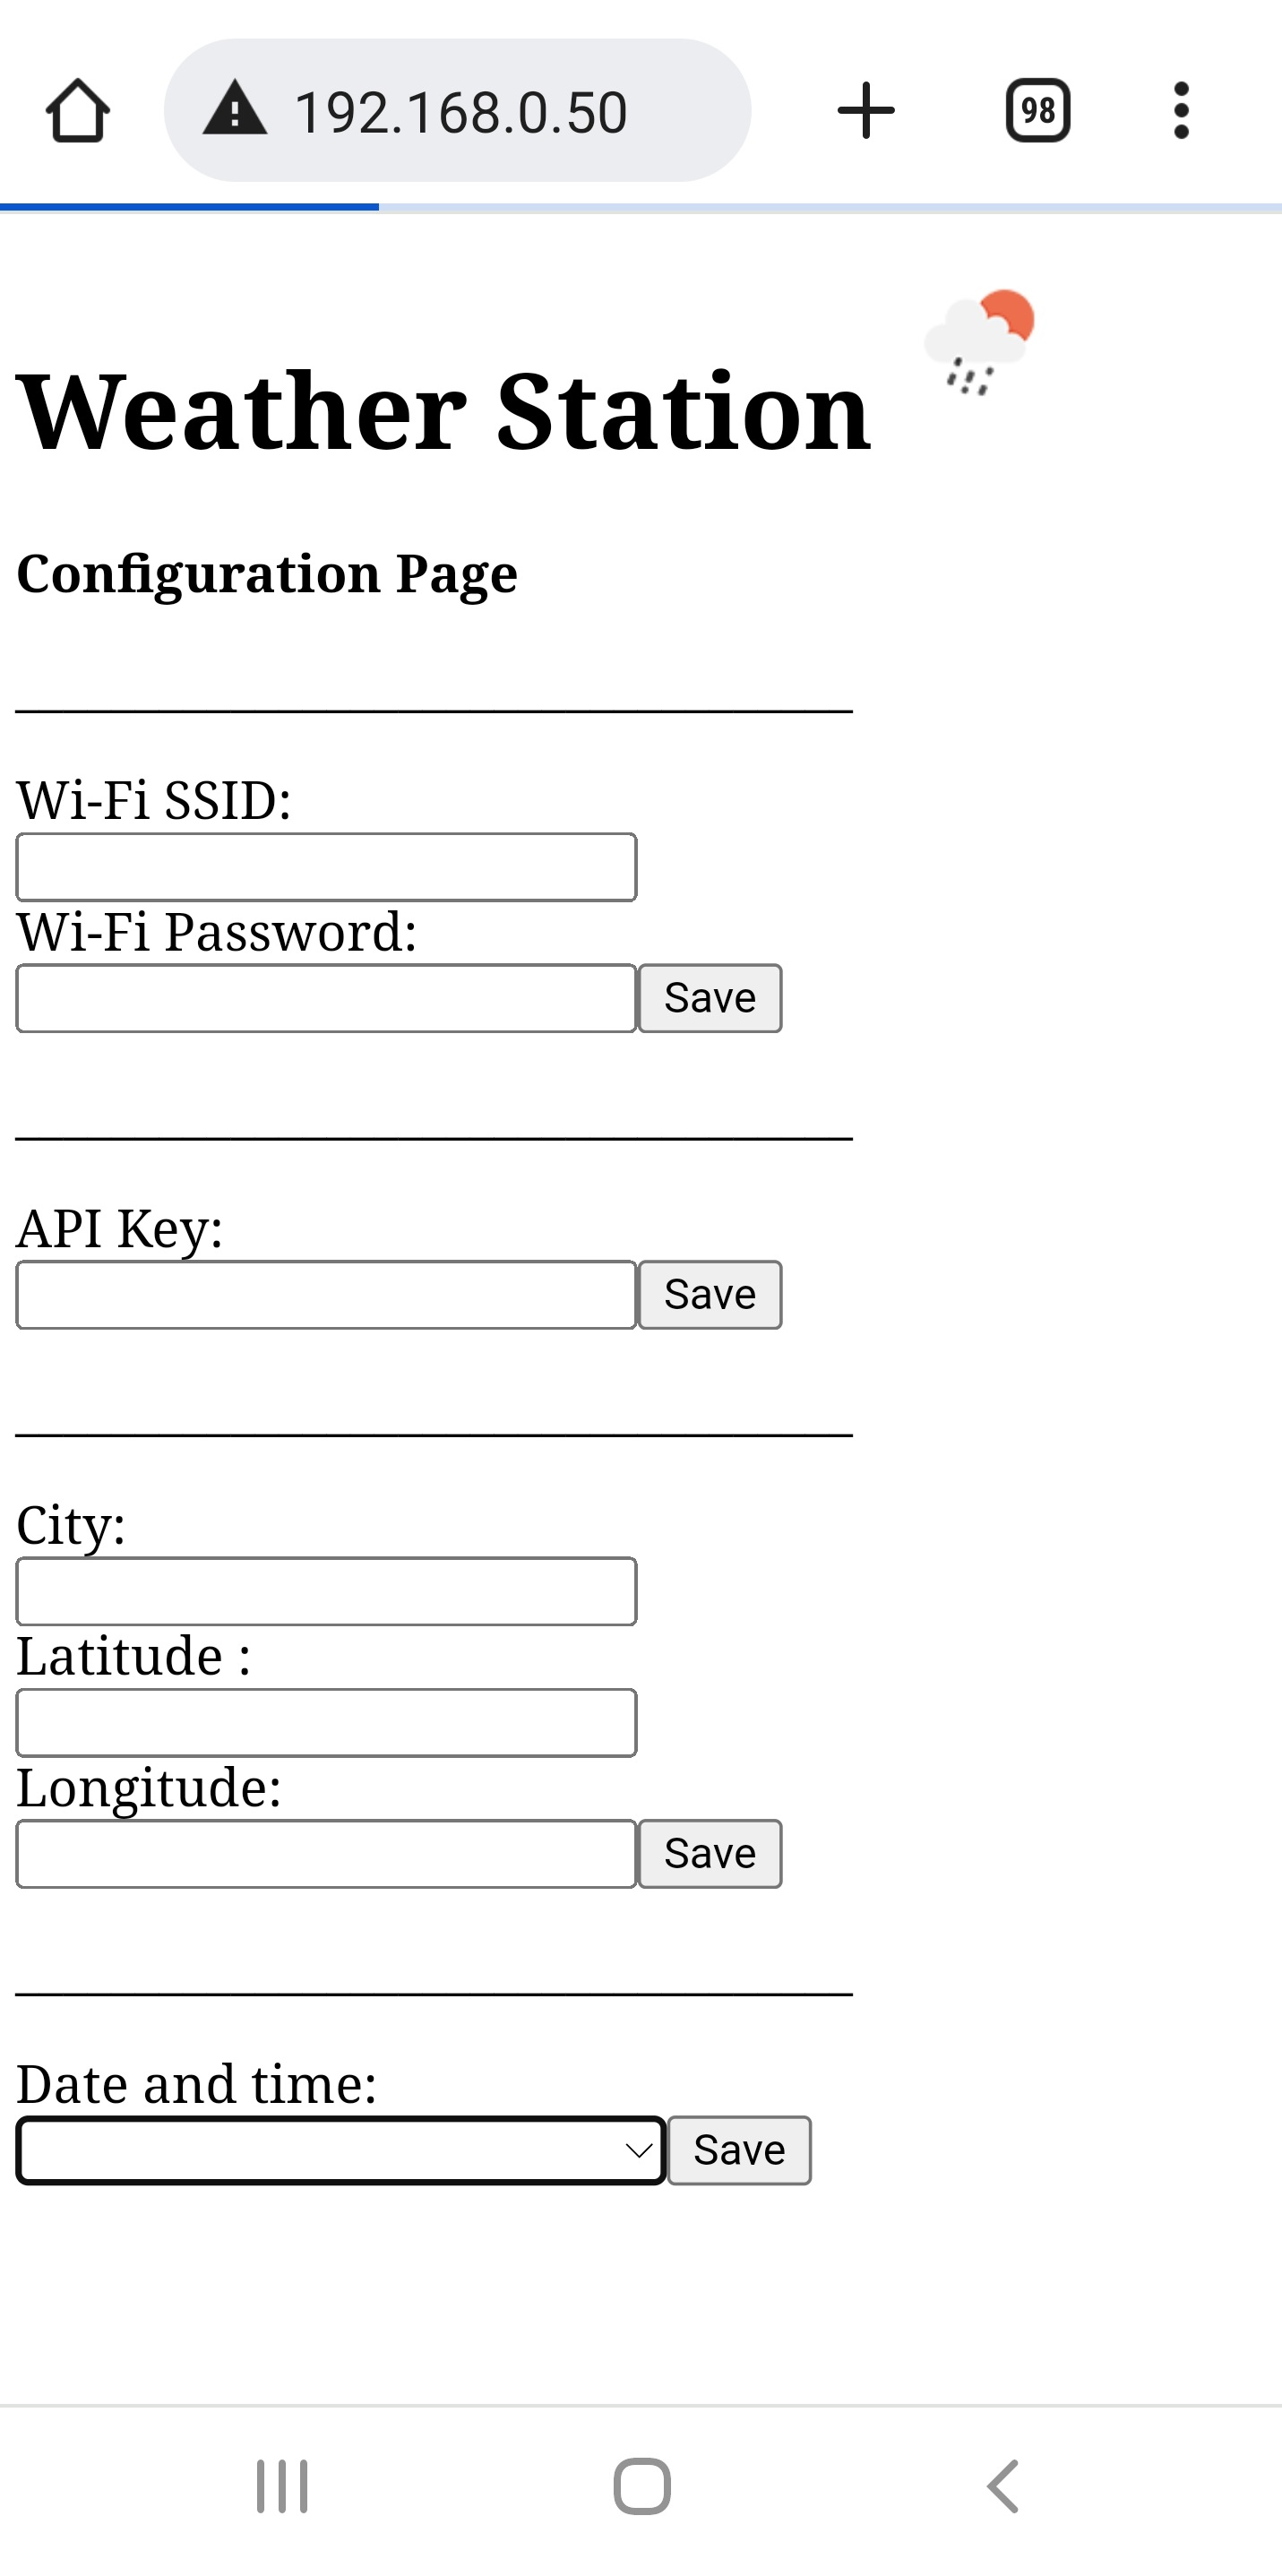 192.168.0.50
98
Weather Station
Configuration Page
Wi-Fi SSID:
Wi-Fi Password:
Save
API Key:
Save
City:
Latitude :
Longitude:
Save
Date and time:
Save